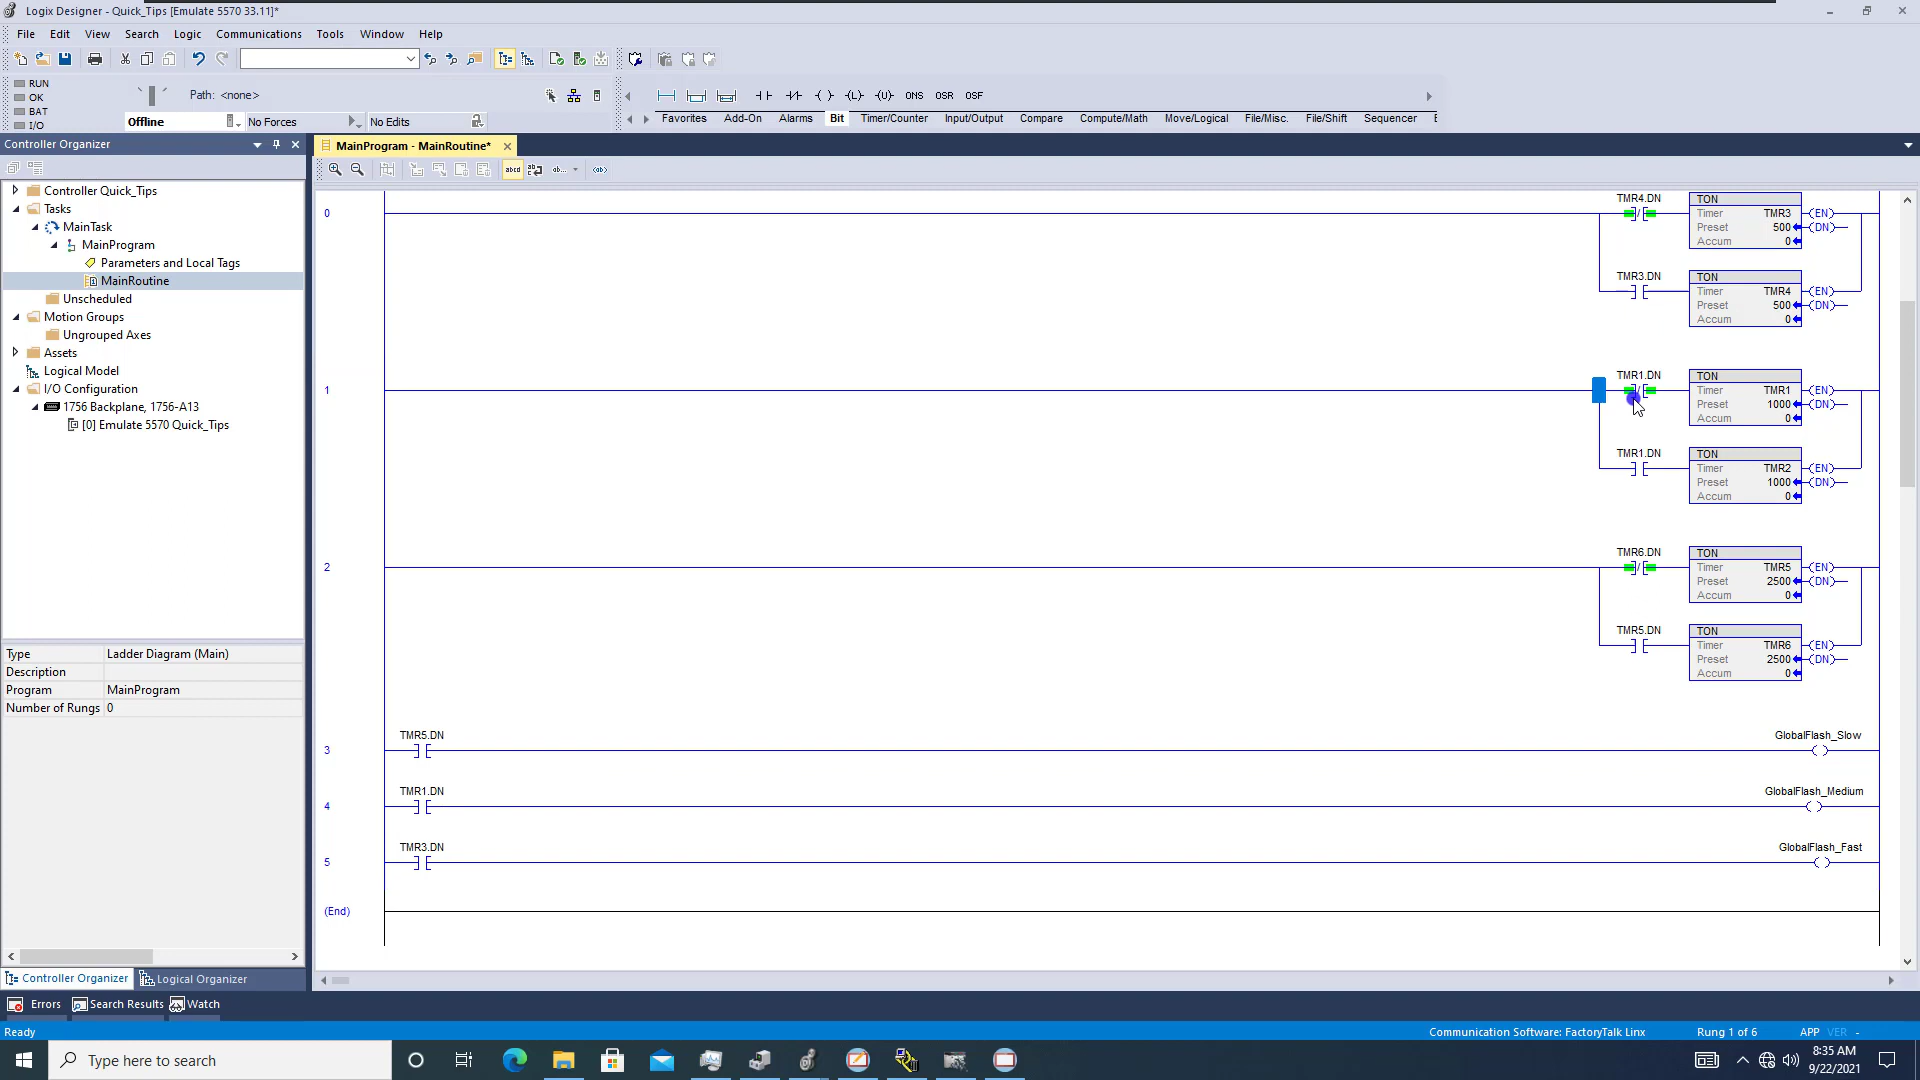 Logix Designer - Quick_Tips [Emulate 5570 33.11]*
File Edit View Search Logic Communications Tools Window Help
RUN
OK
BAT
I/O
Path: <none>
Offline
No Forces
No Edits
(L) (U) ONS OSR OSF
Favorites Add-On Alarms Bit Timer/Counter Input/Output Compare Compute/Math Move/Logical File/Misc. File/Shift Sequencer
Controller Organizer
Controller Quick_Tips
Tasks
MainTask
MainProgram
Parameters and Local Tags
MainRoutine
Unscheduled
Motion Groups
Ungrouped Axes
Assets
Logical Model
I/O Configuration
1756 Backplane, 1756-A13
[0] Emulate 5570 Quick_Tips
Type Ladder Diagram (Main)
Description
Program MainProgram
Number of Rungs 0
Controller Organizer Logical Organizer
MainProgram - MainRoutine*
0
TMR4.DN
TON
Timer TMR3 (EN)
Preset 500 (DN)
Accum 0
TMR3.DN
TON
Timer TMR4 (EN)
Preset 500 (DN)
Accum 0
1
TMR1.DN
TON
Timer TMR1 (EN)
Preset 1000 (DN)
Accum 0
TMR1.DN
TON
Timer TMR2 (EN)
Preset 1000 (DN)
Accum 0
2
TMR6.DN
TON
Timer TMR5 (EN)
Preset 2500 (DN)
Accum 0
TMR5.DN
TON
Timer TMR6 (EN)
Preset 2500 (DN)
Accum 0
3
TMR5.DN GlobalFlash_Slow
4
TMR1.DN GlobalFlash_Medium
5
TMR3.DN GlobalFlash_Fast
(End)
Errors Search Results Watch
Ready
Communication Software: FactoryTalk Linx Rung 1 of 6 APP VER -
Type here to search
8:35 AM
9/22/2021